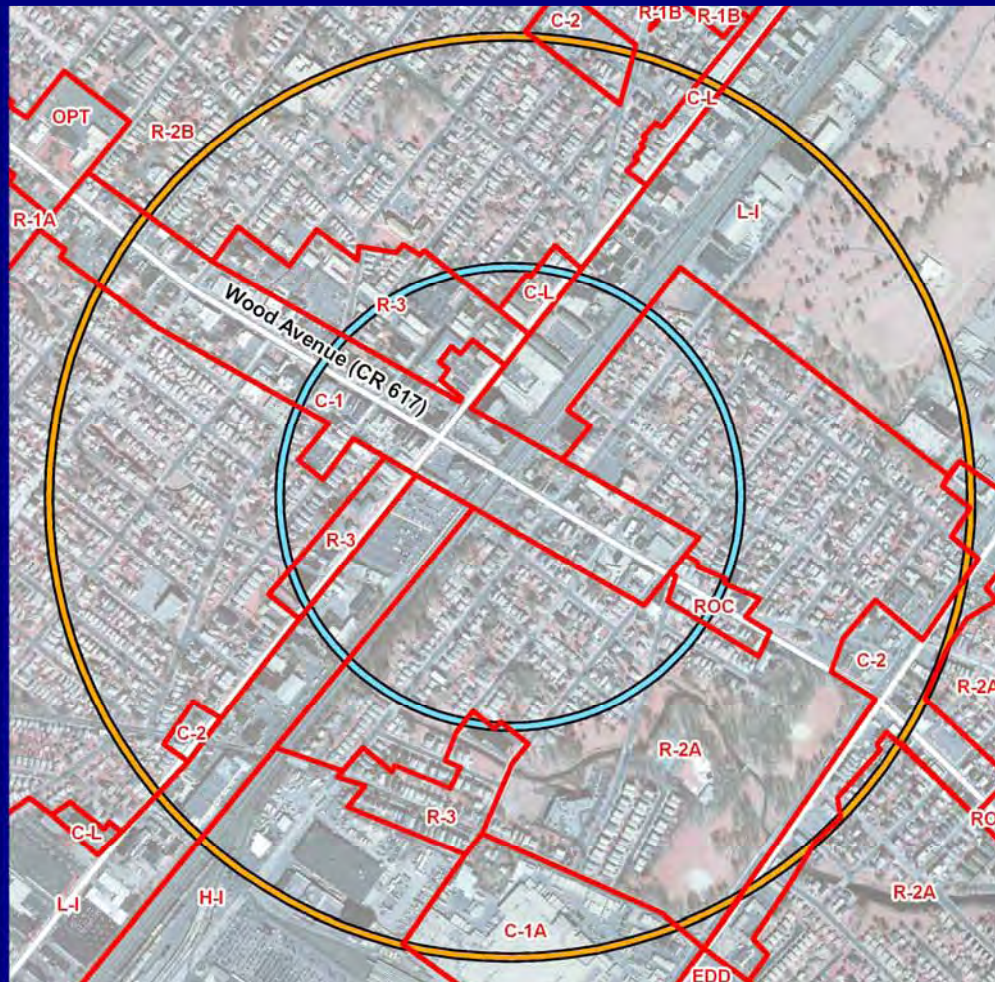 C-2
R-1B
R-1B
C-L
OPT
R-2B
L-I
R-1A
C-L
R-3
Wood Avenue (CR 617)
C-1
R-3
ROC
C-2
R-2A
C-2
R-2A
R-3
RO
C-L
R-2A
H-I
L-I
C-1A
EDD